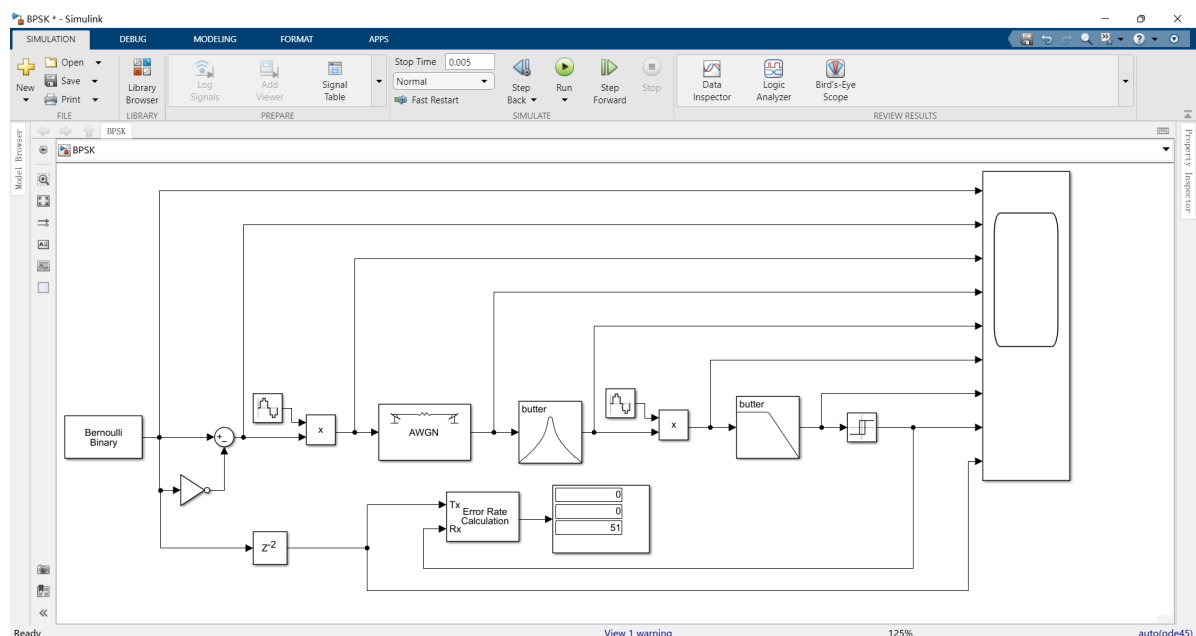 BPSK * - Simulink
SIMULATION DEBUG MODELING FORMAT APPS
New
Open
Save
Print
FILE
Library
Browser
LIBRARY
Log
Signals
Add
Viewer
Signal
Table
PREPARE
Stop Time 0.005
Normal
Fast Restart
Step
Back
Run
Step
Forward
Stop
SIMULATE
Data
Inspector
Logic
Analyzer
Bird's-Eye
Scope
REVIEW RESULTS
Model Browser
BPSK
BPSK
Property Inspector
Bernoulli
Binary
+
-
x
AWGN
butter
x
butter
Z-2
Tx
Rx
Error Rate
Calculation
0
0
51
Ready
View 1 warning
125%
auto(ode45)